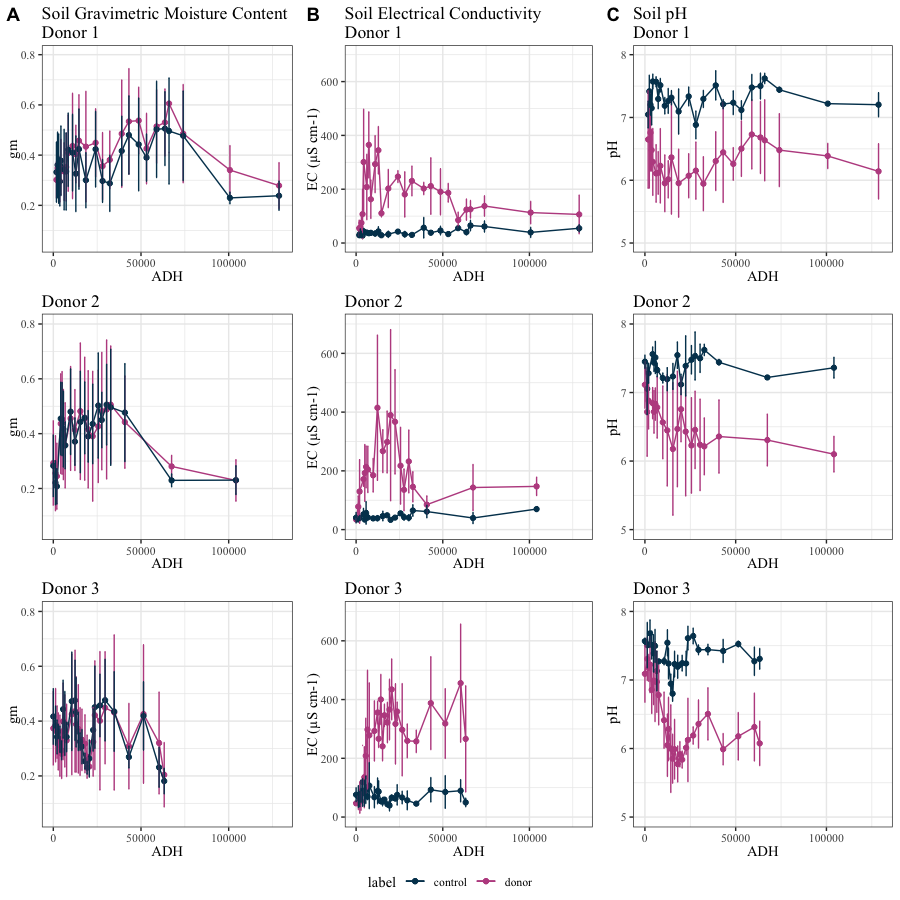 A
Soil Gravimetric Moisture Content
Donor 1
B
Soil Electrical Conductivity
Donor 1
C
Soil pH
Donor 1
0.8
0.6
0.4
0.2
gm
0
50000
100000
ADH
600
400
200
0
EC (µS cm-1)
0
50000
100000
ADH
8
7
6
5
pH
0
50000
100000
ADH
Donor 2
0.8
0.6
0.4
0.2
gm
0
50000
100000
ADH
Donor 2
600
400
200
0
EC (µS cm-1)
0
50000
100000
ADH
Donor 2
8
7
6
5
pH
0
50000
100000
ADH
Donor 3
0.8
0.6
0.4
0.2
gm
0
50000
100000
ADH
Donor 3
600
400
200
0
EC (µS cm-1)
0
50000
100000
ADH
Donor 3
8
7
6
5
pH
0
50000
100000
ADH
label control donor